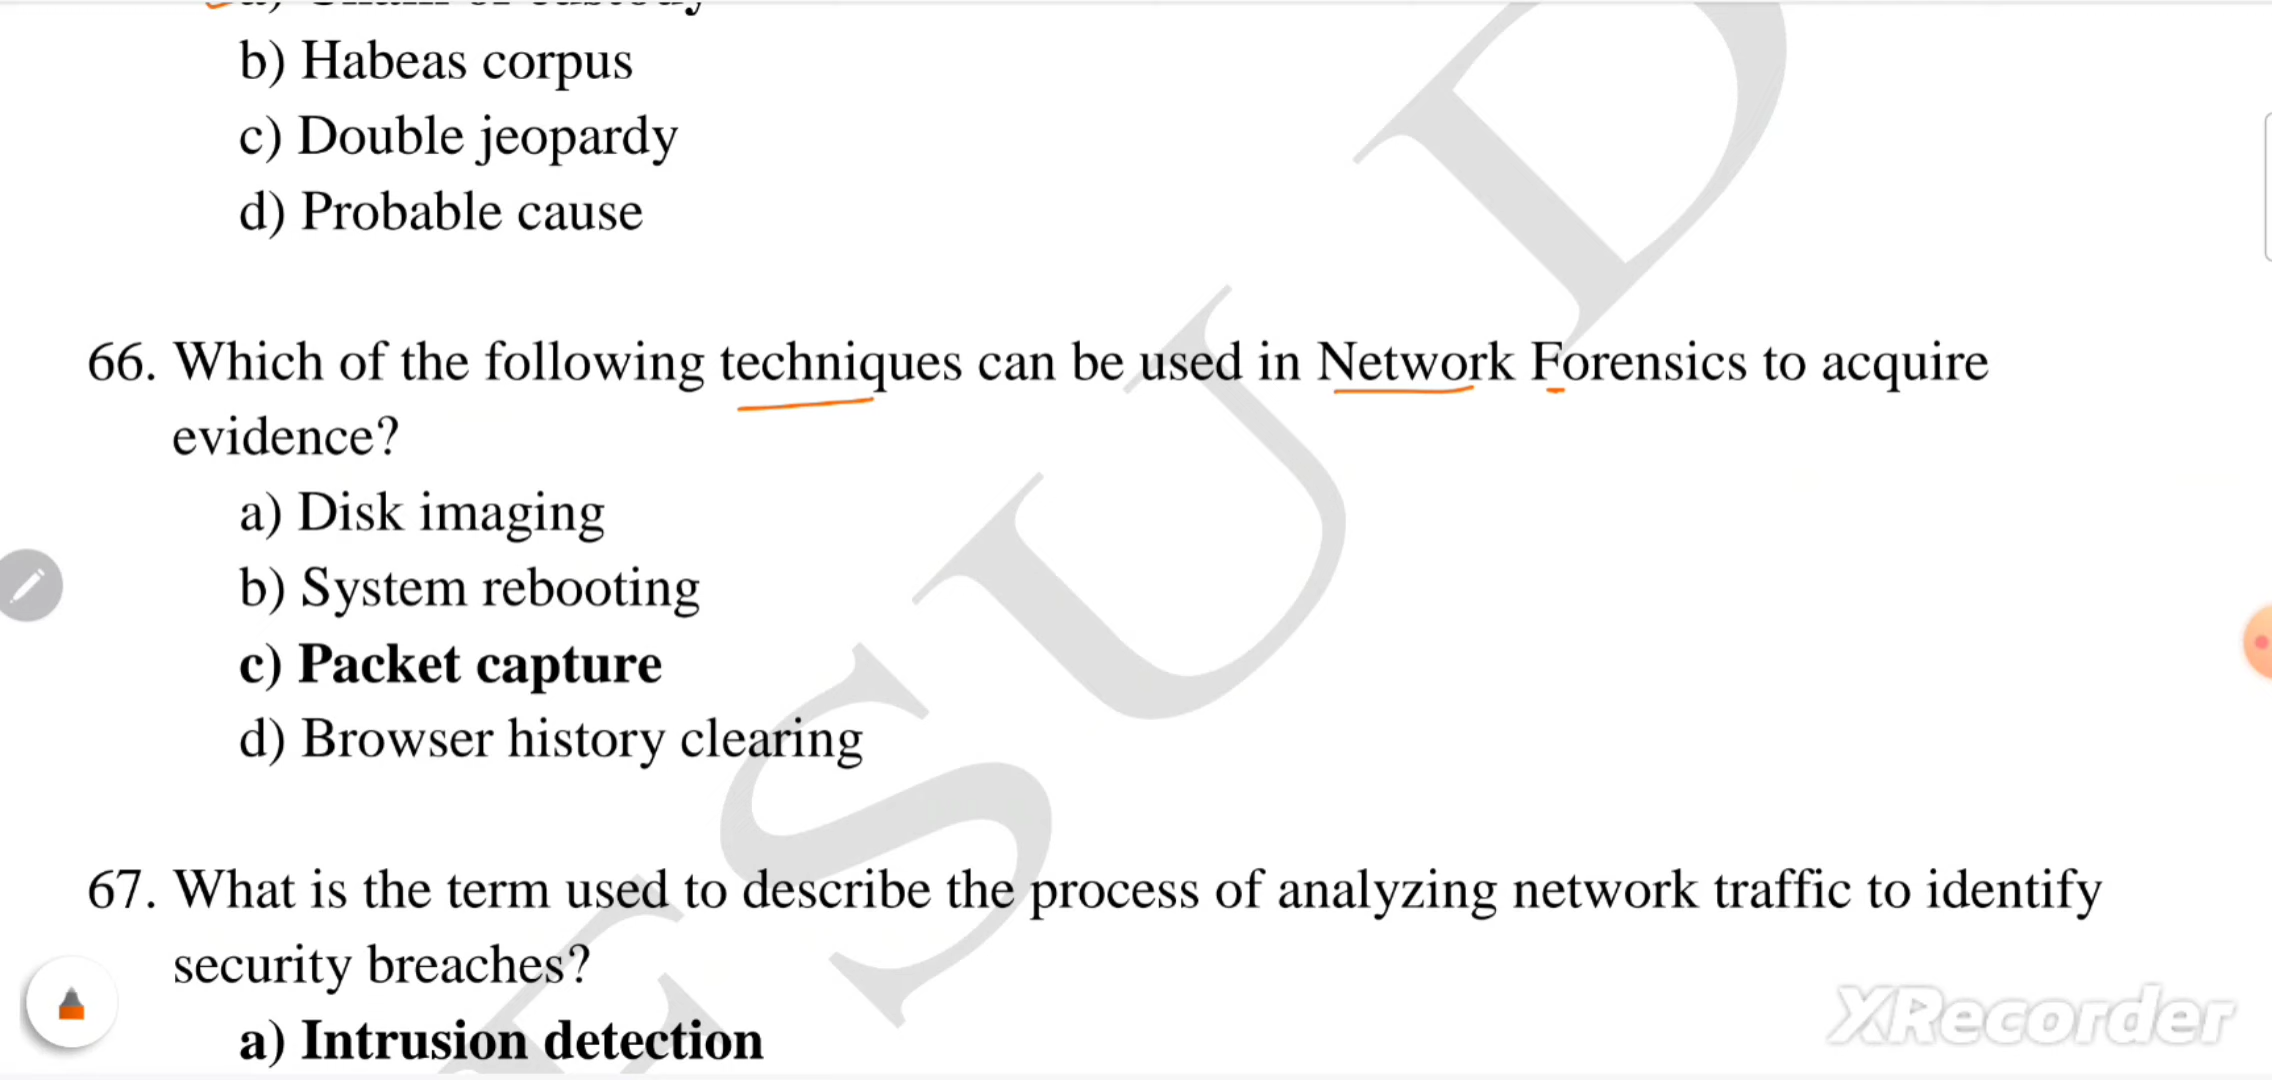 b) Habeas corpus
c) Double jeopardy
d) Probable cause
66. Which of the following techniques can be used in Network Forensics to acquire
evidence?
a) Disk imaging
b) System rebooting
c) Packet capture
d) Browser history clearing
67. What is the term used to describe the process of analyzing network traffic to identify
security breaches?
a) Intrusion detection
XRecorder